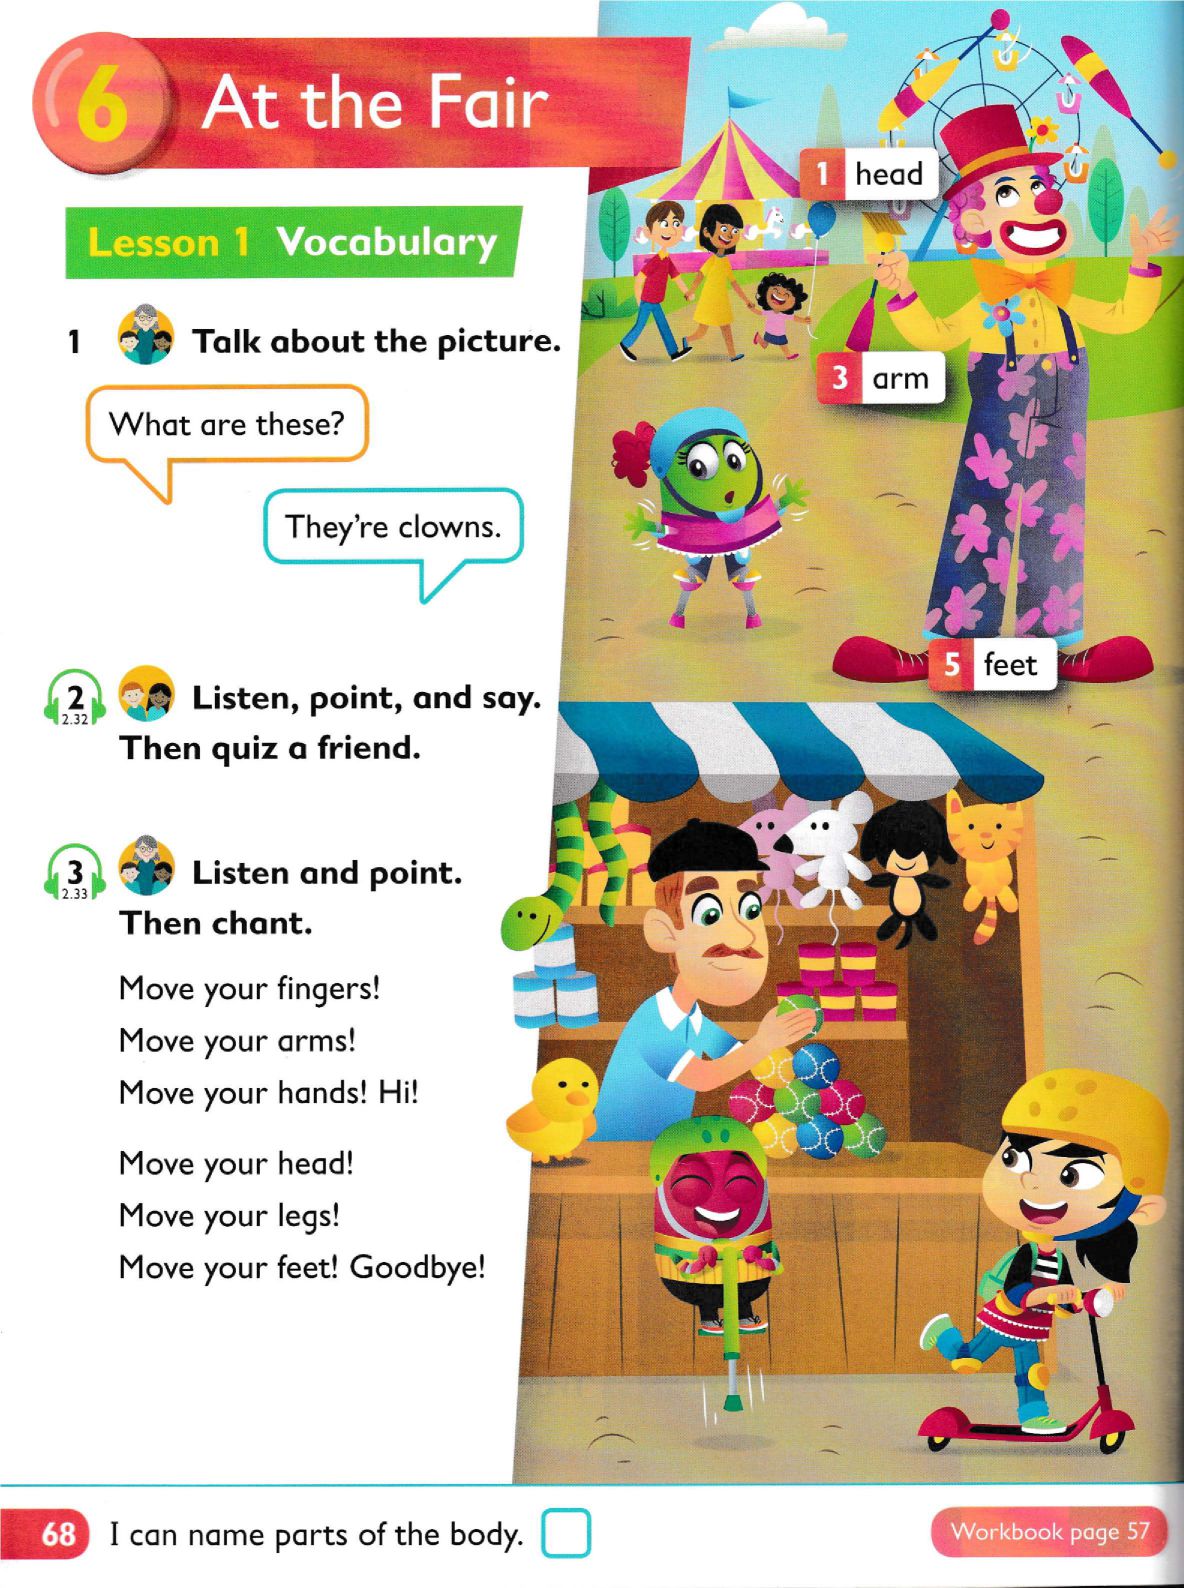 6 At the Fair
Lesson 1 Vocabulary
1 Talk about the picture.
What are these?
They're clowns.
2
2.32
Listen, point, and say.
Then quiz a friend.
3
2.33
Listen and point.
Then chant.
Move your fingers!
Move your arms!
Move your hands! Hi!
Move your head!
Move your legs!
Move your feet! Goodbye!
1 head
3 arm
5 feet
68 I can name parts of the body.
Workbook page 57